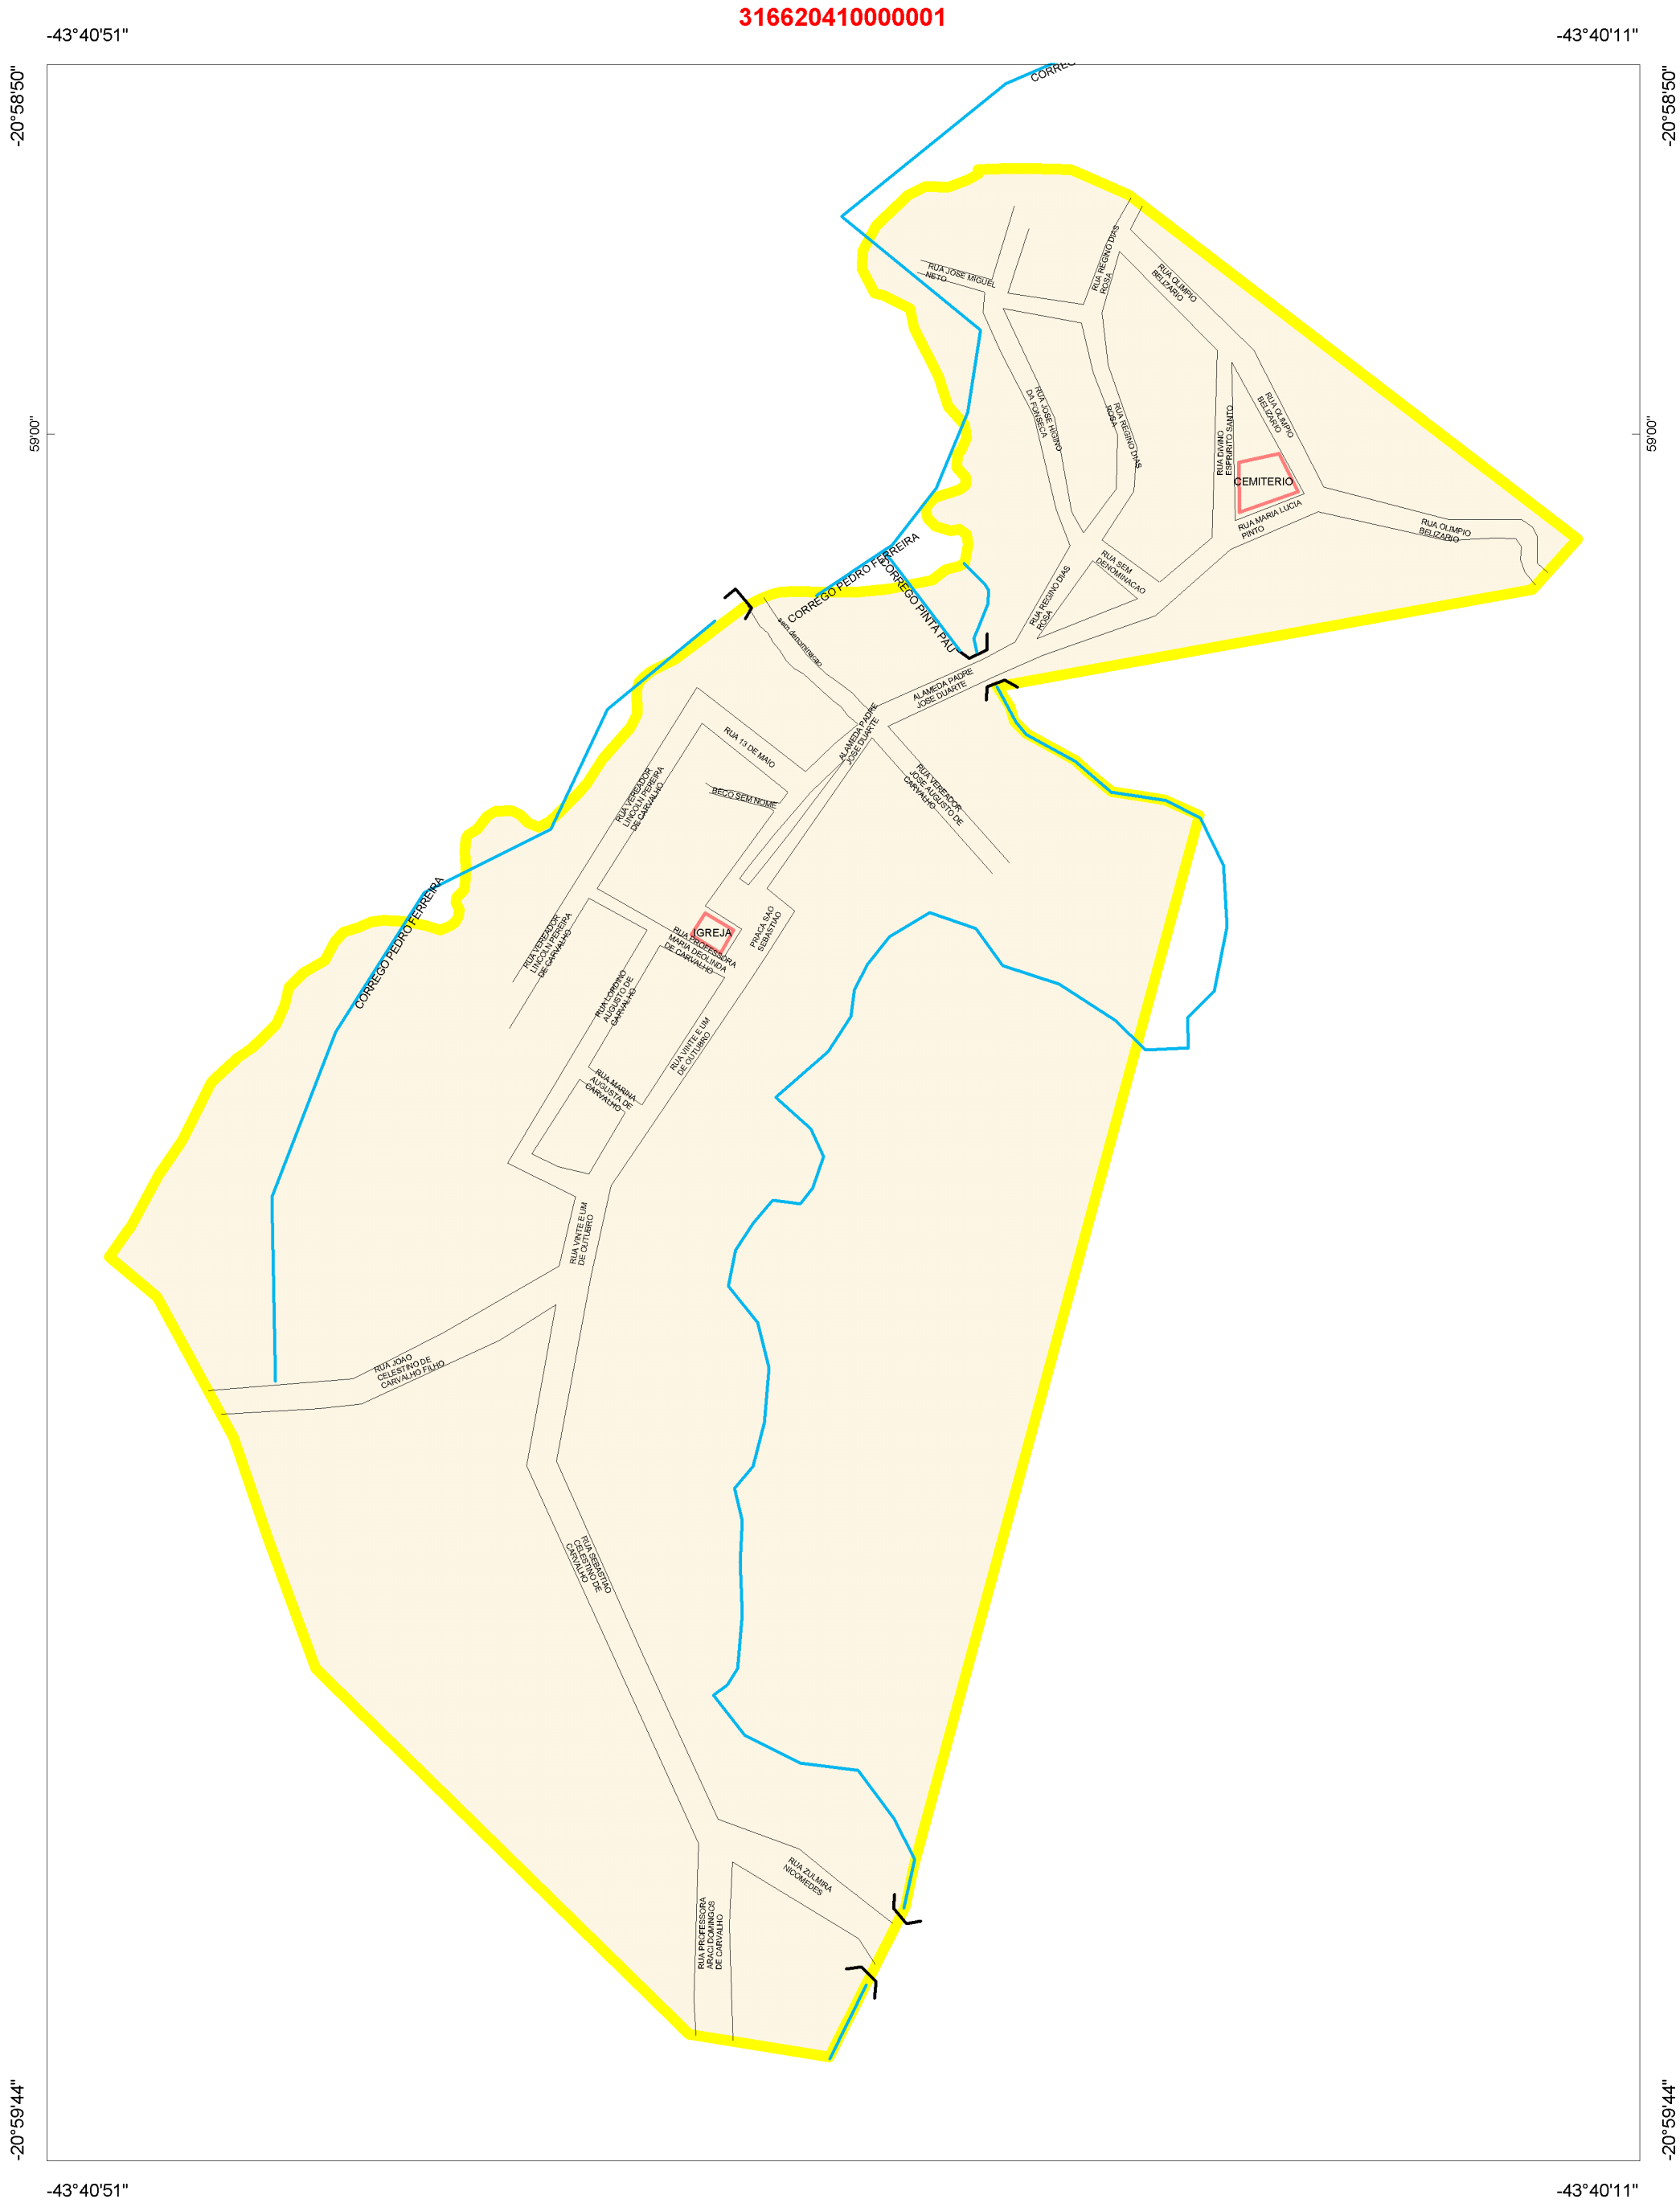 316620410000001
-43°40'51"
-43°40'11"
-20°58'50"
-20°58'50"
CORREG
RUA JOSE MIGUEL
NETO
RUA REGINO DIAS
ROSA
RUA OLIMPIO
BELIZARIO
RUA JOSE HIGINO
DA FONSECA
RUA REGINO DIAS
ROSA
RUA OLIMPIO
BELIZARIO
RUA DIVINO
ESPIRITO SANTO
59'00"
59'00"
CEMITERIO
RUA MARIA LUCIA
PINTO
RUA OLIMPIO
BELIZARIO
CORREGO PEDRO FERREIRA
CORREGO PINTA PAU
RUA SEM
DENOMINACAO
RUA REGINO DIAS
ROSA
sem denominacao
ALAMEDA PADRE
JOSE DUARTE
ALAMEDA PADRE
JOSE DUARTE
RUA 13 DE MAIO
RUA VEREADOR
LINCOLN PEREIRA
DE CARVALHO
BECO SEM NOME
RUA VEREADOR
JOSE AUGUSTO DE
CARVALHO
CORREGO PEDRO FERREIRA
RUA VEREADOR
LINCOLN PEREIRA
DE CARVALHO
IGREJA
PRACA SAO
SEBASTIAO
RUA PROFESSORA
MARIA DEOLINDA
DE CARVALHO
RUA LORDINO
AUGUSTO DE
CARVALHO
RUA VINTE E UM
DE OUTUBRO
RUA MARINA
AUGUSTA DE
CARVALHO
RUA VINTE E UM
DE OUTUBRO
RUA JOAO
CELESTINO DE
CARVALHO FILHO
RUA SEBASTIAO
CELESTINO DE
CARVALHO
RUA ZULMIRA
NICOMEDES
RUA PROFESSORA
ARACI DOMINGOS
DE CARVALHO
-20°59'44"
-20°59'44"
-43°40'51"
-43°40'11"